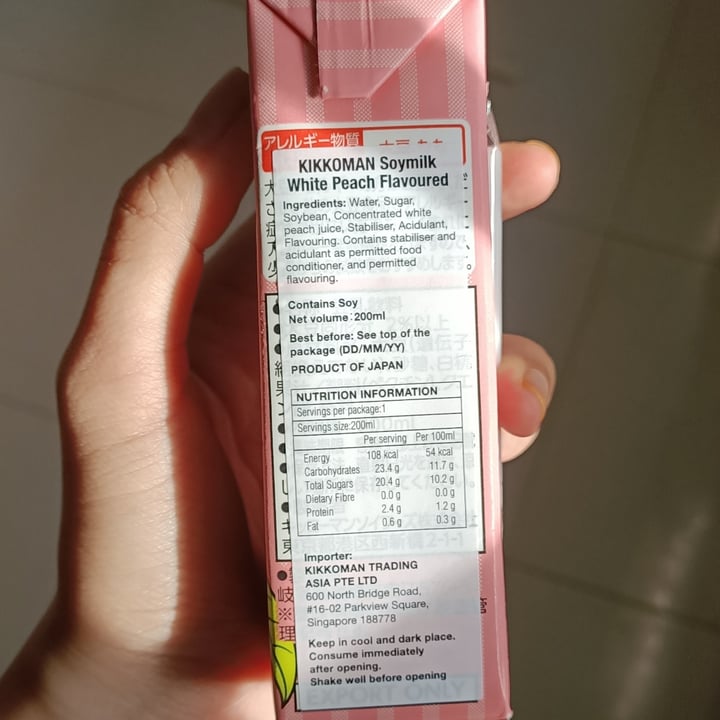 アレルギー物質
KIKKOMAN Soymilk
White Peach Flavoured
Ingredients: Water, Sugar,
Soybean, Concentrated white
peach juice, Stabiliser, Acidulant,
Flavouring. Contains stabiliser and
acidulant as permitted food
conditioner, and permitted
flavouring.
Contains Soy
Net volume:200ml
Best before: See top of the
package (DD/MM/YY)
PRODUCT OF JAPAN
NUTRITION INFORMATION
Servings per package:1
Servings size:200ml
Per serving Per 100ml
Energy 108 kcal 54 kcal
Carbohydrates 23.4 g 11.7 g
Total Sugars 20.4 g 10.2 g
Dietary Fibre 0.0 g 0.0 g
Protein 2.4 g 1.2 g
Fat 0.6 g 0.3 g
Importer:
KIKKOMAN TRADING
ASIA PTE LTD
600 North Bridge Road,
#16-02 Parkview Square,
Singapore 188778
Keep in cool and dark place.
Consume immediately
after opening.
Shake well before opening
EXPORT ONLY